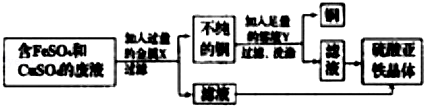 含FeSO₄和
CuSO₄的废液
加入过量
的金属X
过滤
不纯
的铜
加入足量
的溶液Y
过滤、洗涤
铜
滤
液
硫酸亚
铁晶体
滤液